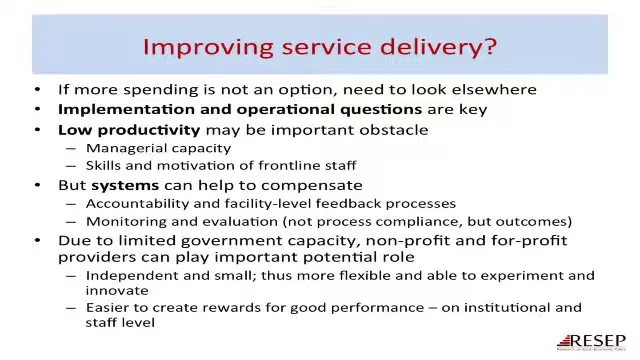 Improving service delivery?
• If more spending is not an option, need to look elsewhere
• Implementation and operational questions are key
• Low productivity may be important obstacle
– Managerial capacity
– Skills and motivation of frontline staff
• But systems can help to compensate
– Accountability and facility-level feedback processes
– Monitoring and evaluation (not process compliance, but outcomes)
• Due to limited government capacity, non-profit and for-profit
providers can play important potential role
– Independent and small; thus more flexible and able to experiment and
innovate
– Easier to create rewards for good performance – on institutional and
staff level
RESEP